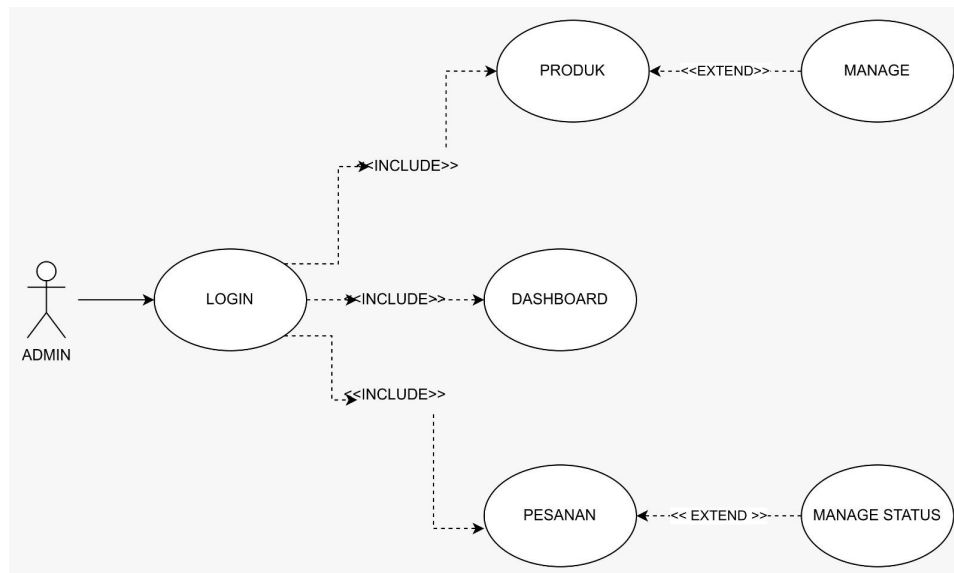 PRODUK
<<EXTEND>>
MANAGE
<<INCLUDE>>
LOGIN
<<INCLUDE>>
DASHBOARD
ADMIN
<<INCLUDE>>
PESANAN
<< EXTEND >>
MANAGE STATUS